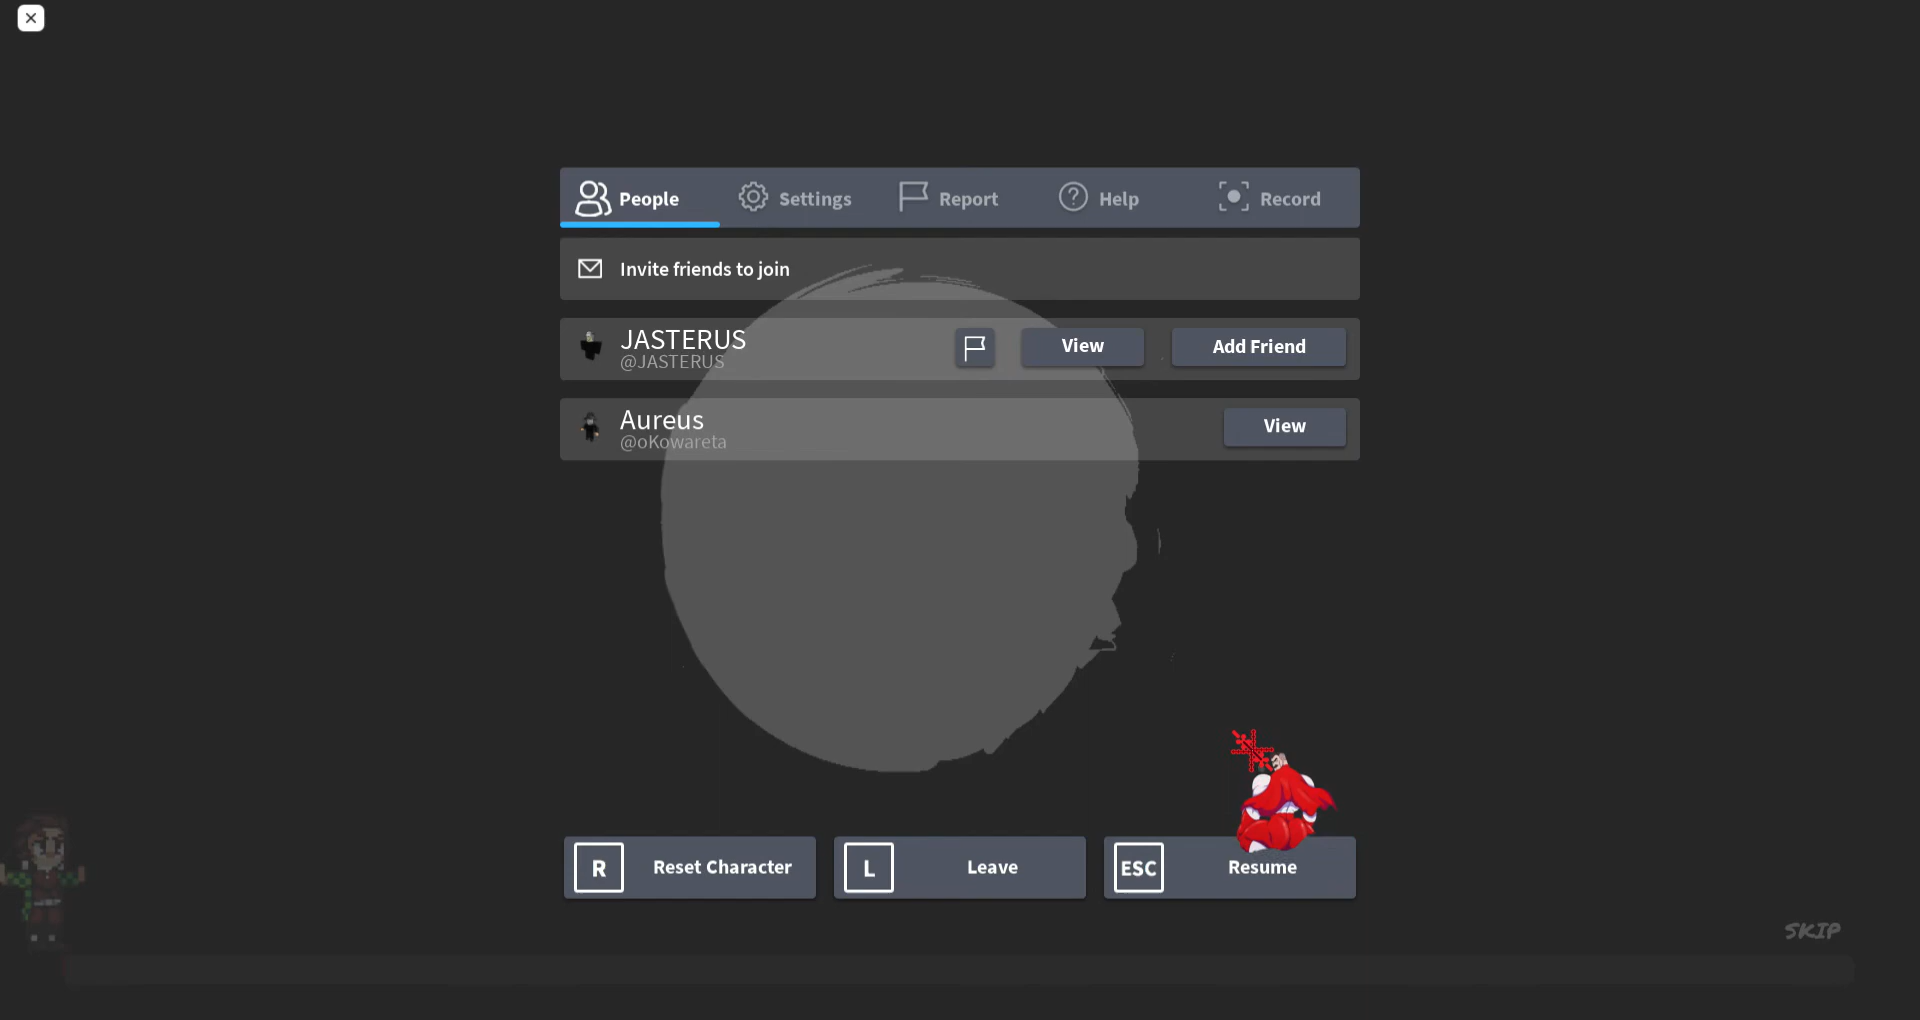 People
Settings
Report
Help
Record
Invite friends to join
JASTERUS
@JASTERUS
View
Add Friend
Aureus
@oKowareta
View
R
Reset Character
L
Leave
ESC
Resume
SKIP